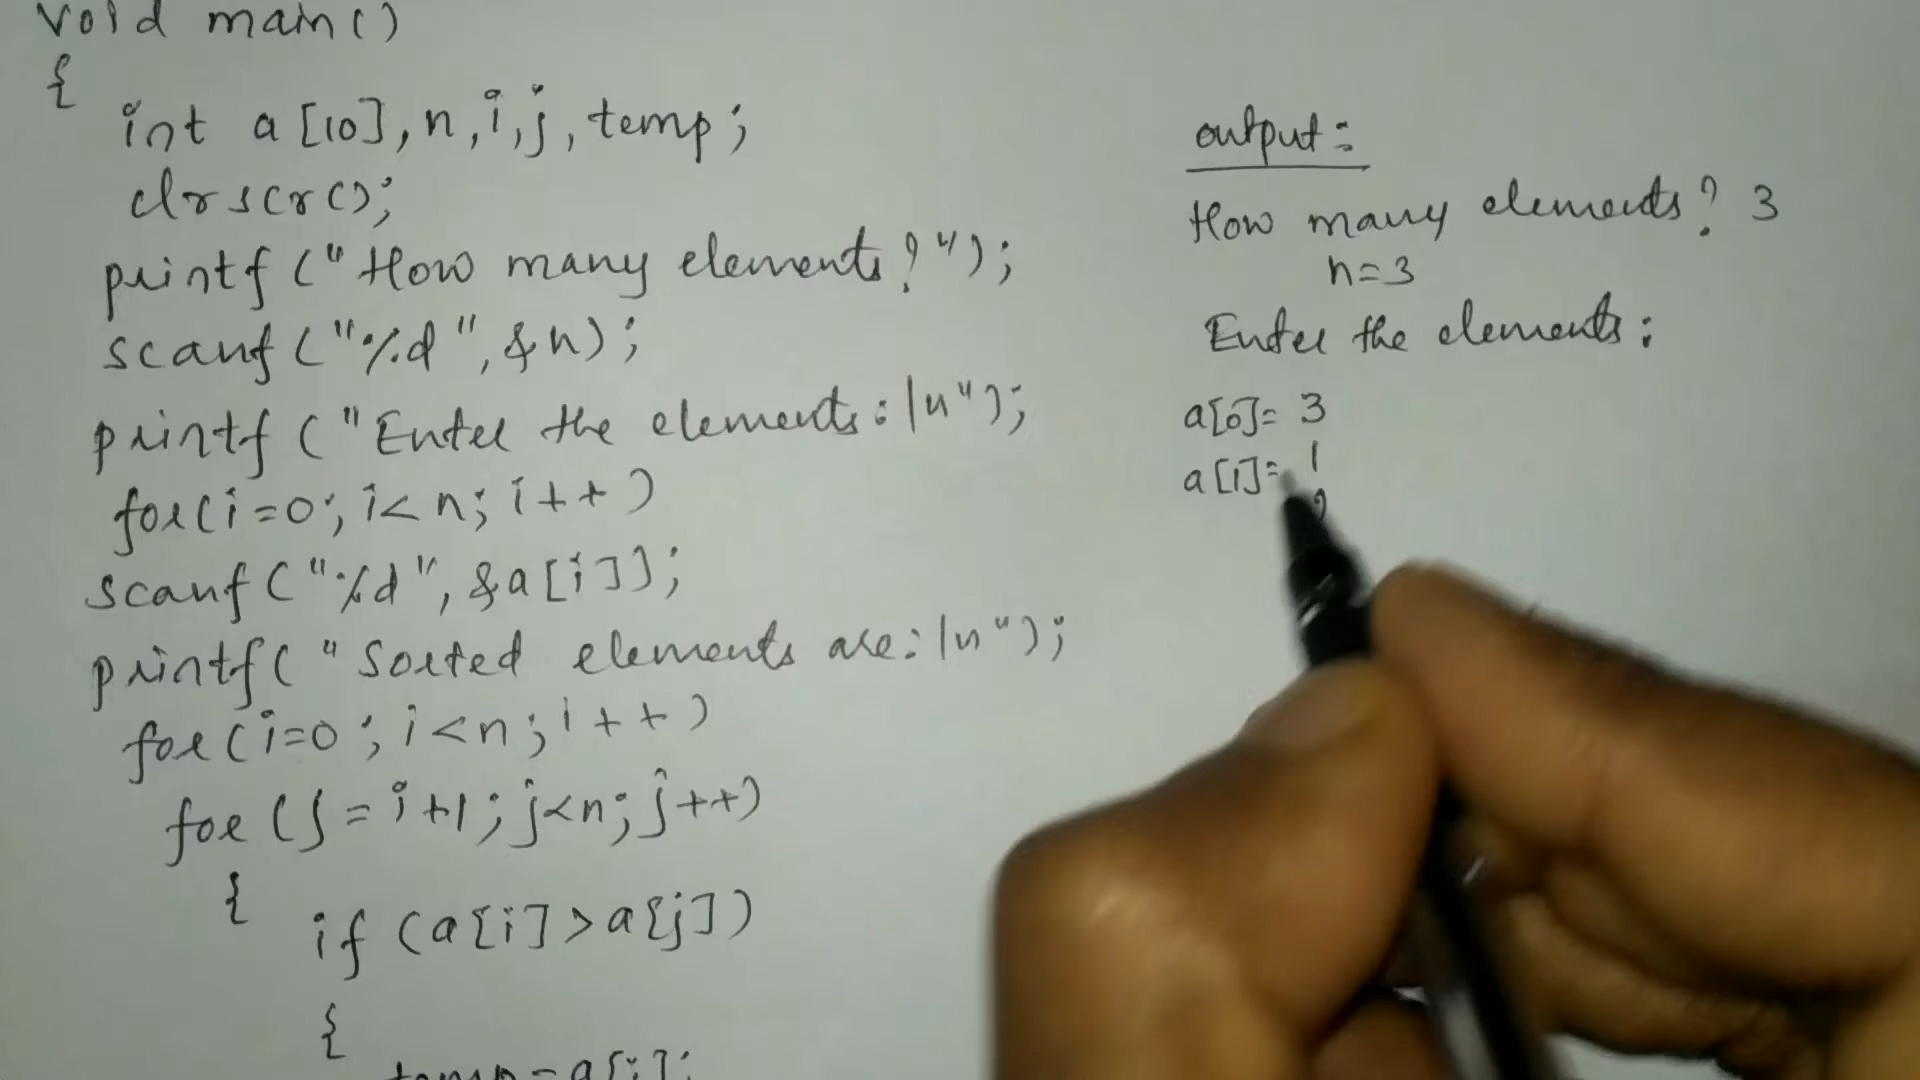 void main()
{
int a[10], n, i, j, temp;
clrscr();
printf("How many elements?");
scanf("%d", &n);
printf("Enter the elements:\n");
for(i=0; i<n; i++)
scanf("%d", &a[i]);
printf("Sorted elements are:\n");
for(i=0; i<n; i++)
for(j=i+1; j<n; j++)
{
if(a[i]>a[j])
{
temp=a[i];
output:
How many elements? 3
n=3
Enter the elements:
a[0]= 3
a[1]= 1